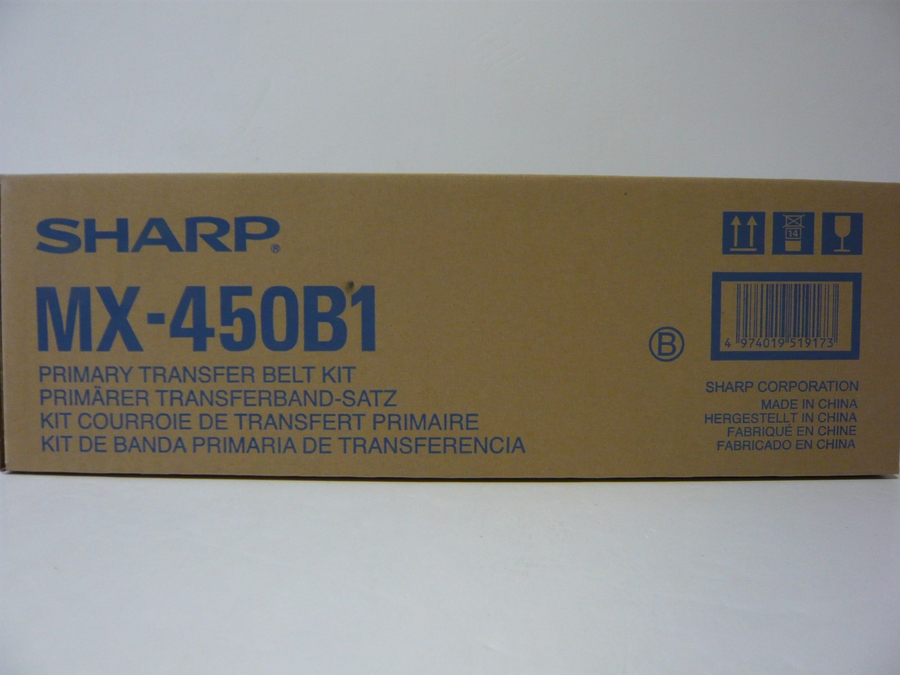 SHARP®
MX-450B1
PRIMARY TRANSFER BELT KIT
PRIMÄRER TRANSFERBAND-SATZ
KIT COURROIE DE TRANSFERT PRIMAIRE
KIT DE BANDA PRIMARIA DE TRANSFERENCIA
14
B
4 974019 519173
SHARP CORPORATION
MADE IN CHINA
HERGESTELLT IN CHINA
FABRIQUÉ EN CHINE
FABRICADO EN CHINA